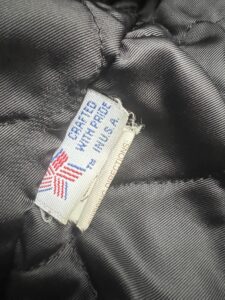 CRAFTED
WITH PRIDE
IN U.S.A.
TM